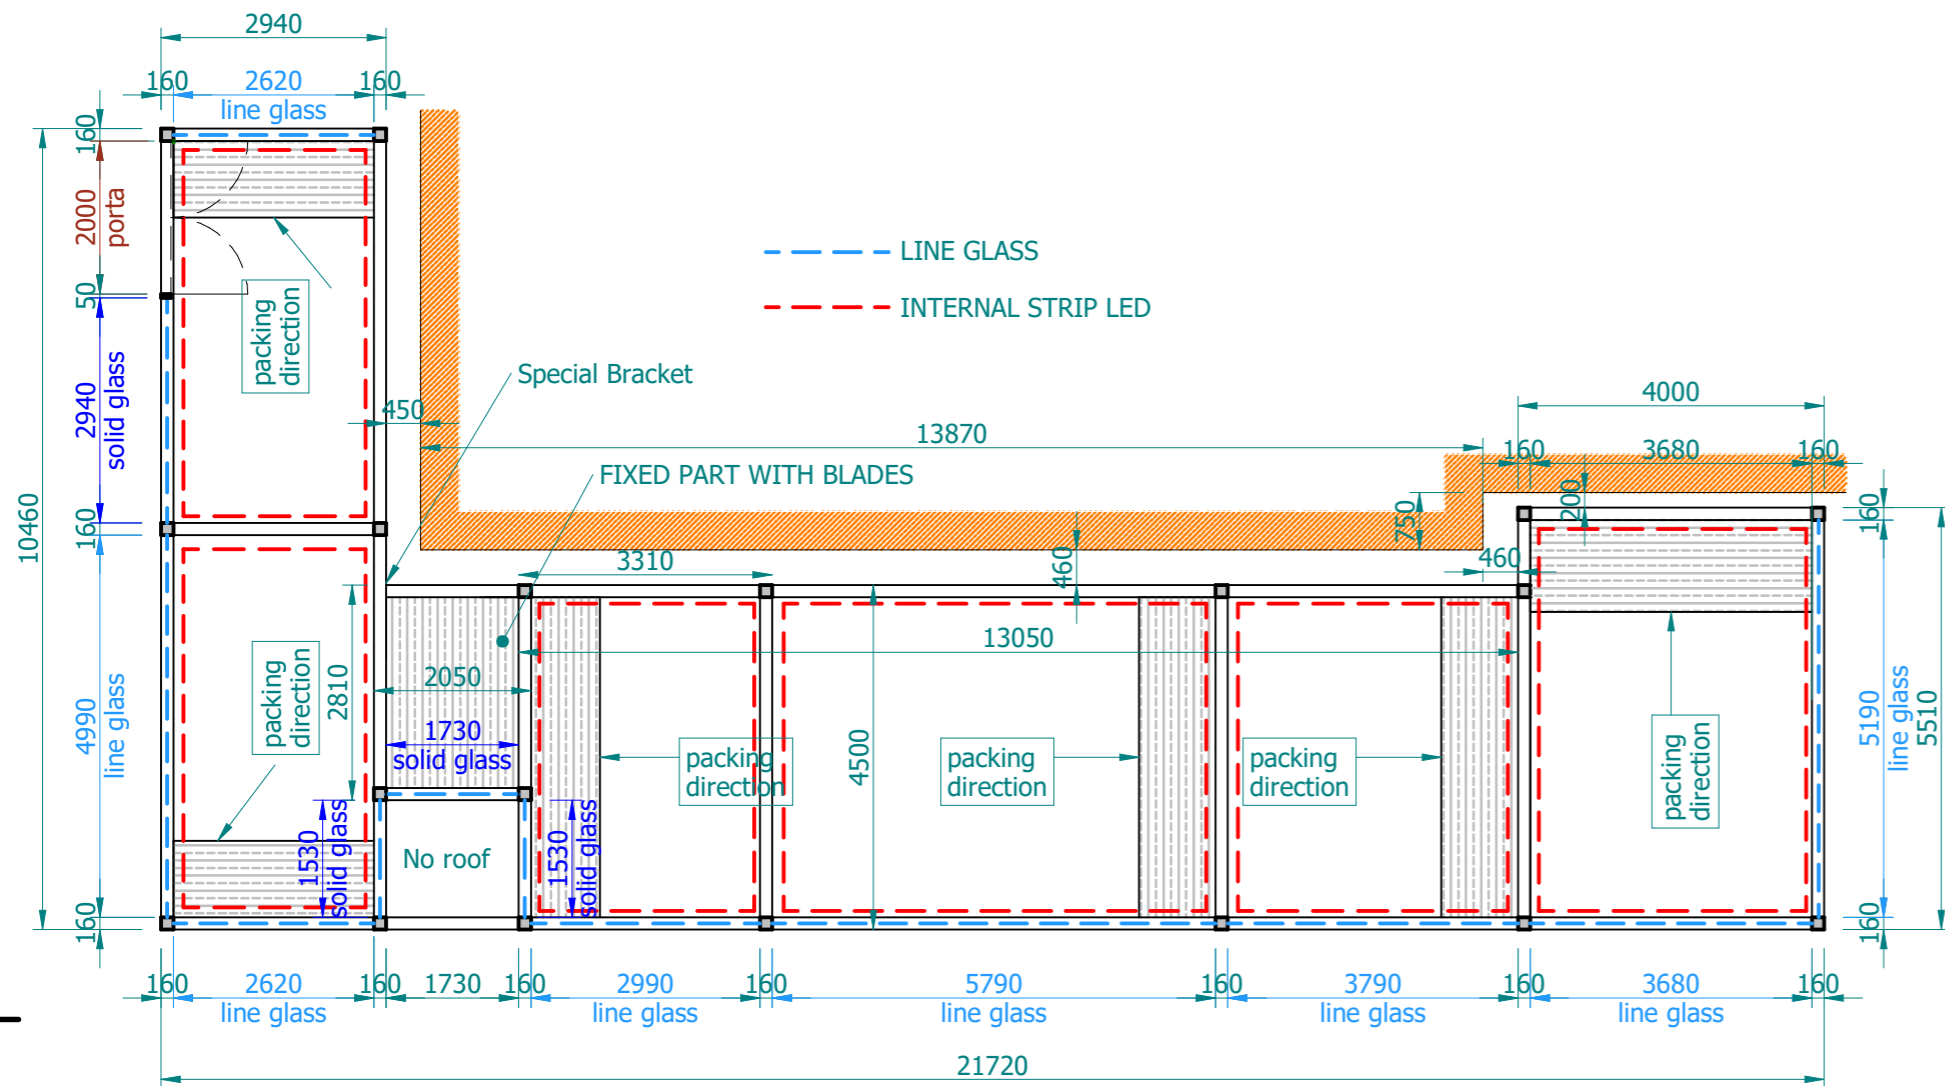 2940
160 2620 160
line glass
160
2000
porta
50
2940
solid glass
160
4990
line glass
160
10460
packing
direction
LINE GLASS
INTERNAL STRIP LED
Special Bracket
450
13870
FIXED PART WITH BLADES
4000
160 3680 160
200
160
750
460
460
3310
13050
2810
2050
1730
solid glass
packing
direction
4500
packing
direction
packing
direction
packing
direction
packing
direction
5190
line glass
5510
160
1530
solid glass
No roof
1530
solid glass
160 2620 160 1730 160 2990 160 5790 160 3790 160 3680 160
line glass line glass line glass line glass line glass
21720